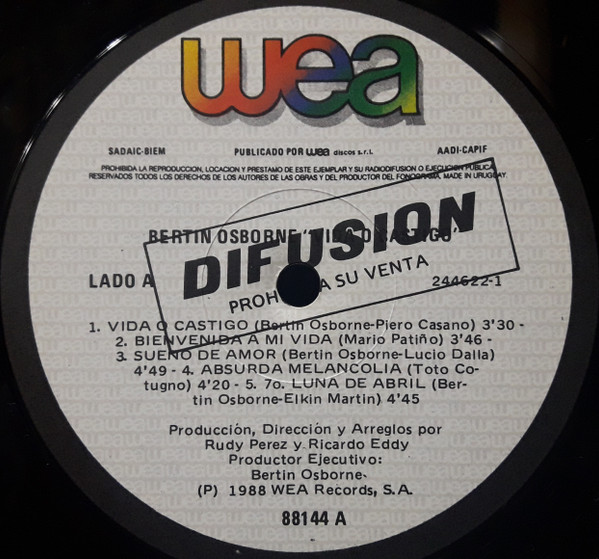 wea
SADAIC-BIEM PUBLICADO POR wea discos s.r.l. AADI-CAPIF
PROHIBIDA LA REPRODUCCION, LOCACION Y PRESTAMO DE ESTE EJEMPLAR Y SU RADIODIFUSION O EJECUCION PUBLICA
RESERVADOS TODOS LOS DERECHOS DE LOS AUTORES DE LAS OBRAS Y DEL PRODUCTOR DEL FONOGRAMA, MADE IN URUGUAY.
BERTIN OSBORNE "VIDA O CASTIGO"
DIFUSION
SU VENTA
LADO A 244622-1
1. VIDA O CASTIGO (Bertin Osborne-Piero Casano) 3'30 -
2. BIENVENIDA A MI VIDA (Mario Patiño) 3'46 -
3. SUEÑO DE AMOR (Bertin Osborne-Lucio Dalla)
4'49 - 4. ABSURDA MELANCOLIA (Toto Co-
tugno) 4'20 - 5. 7o. LUNA DE ABRIL (Ber-
tin Osborne-Elkin Martin) 4'45
Producción, Dirección y Arreglos por
Rudy Perez y Ricardo Eddy
Productor Ejecutivo:
Bertin Osborne
(P) 1988 WEA Records, S.A.
88144 A